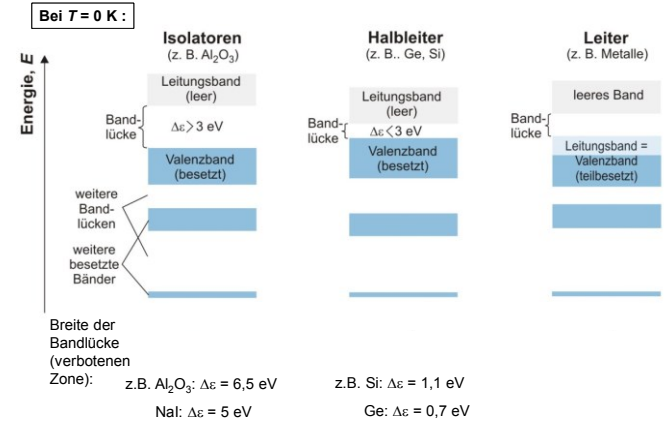 Bei T = 0 K :
Energie, E
Isolatoren
(z. B. Al₂O₃)
Leitungsband
(leer)
Band-
lücke
Δε > 3 eV
Valenzband
(besetzt)
weitere
Band-
lücken
weitere
besetzte
Bänder
Halbleiter
(z. B.. Ge, Si)
Leitungsband
(leer)
Band-
lücke
Δε < 3 eV
Valenzband
(besetzt)
Leiter
(z. B. Metalle)
leeres Band
Band-
lücke
Leitungsband =
Valenzband
(teilbesetzt)
Breite der
Bandlücke
(verbotenen
Zone):
z.B. Al₂O₃: Δε = 6,5 eV
NaI: Δε = 5 eV
z.B. Si: Δε = 1,1 eV
Ge: Δε = 0,7 eV